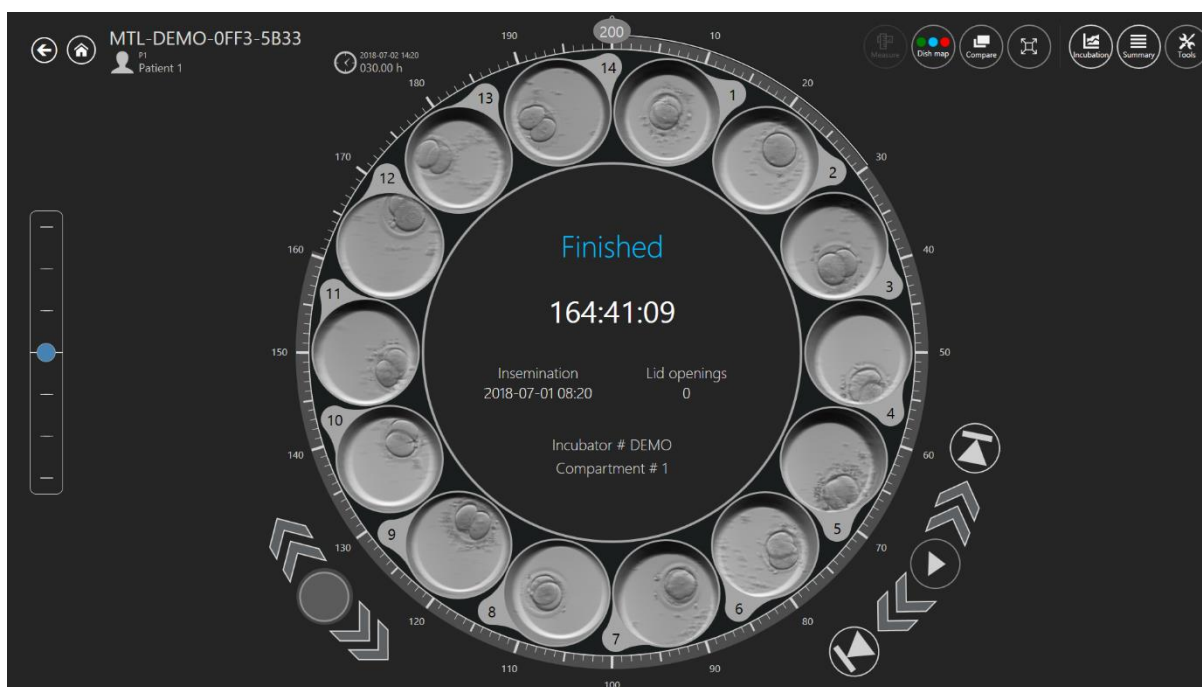 MTL-DEMO-0FF3-5B33
P1
Patient 1
2018-07-02 14:20
030.00 h
Measure
Dish map
Compare
Incubation
Summary
Tools
200
10
20
30
40
50
60
70
80
90
100
110
120
130
140
150
160
170
180
190
1
2
3
4
5
6
7
8
9
10
11
12
13
14
Finished
164:41:09
Insemination
2018-07-01 08:20
Lid openings
0
Incubator # DEMO
Compartment # 1